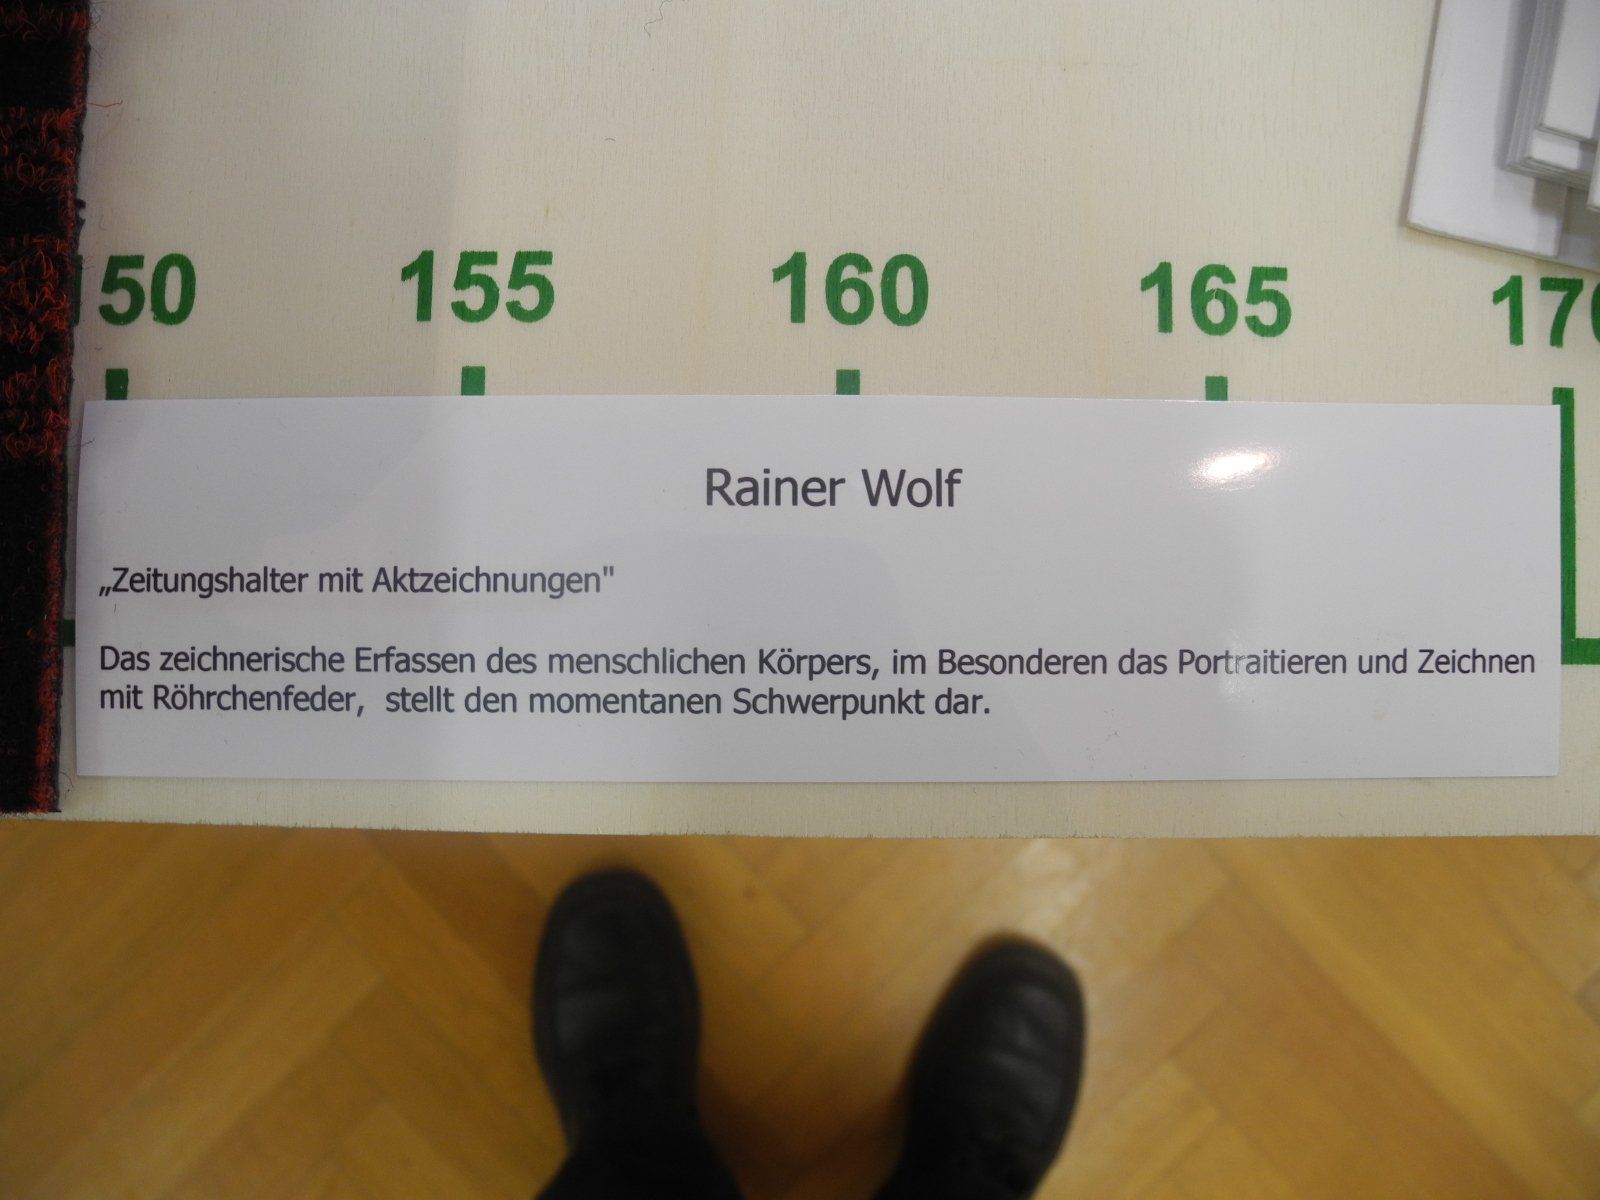 150 155 160 165 170
Rainer Wolf
„Zeitungshalter mit Aktzeichnungen"
Das zeichnerische Erfassen des menschlichen Körpers, im Besonderen das Portraitieren und Zeichnen
mit Röhrchenfeder, stellt den momentanen Schwerpunkt dar.